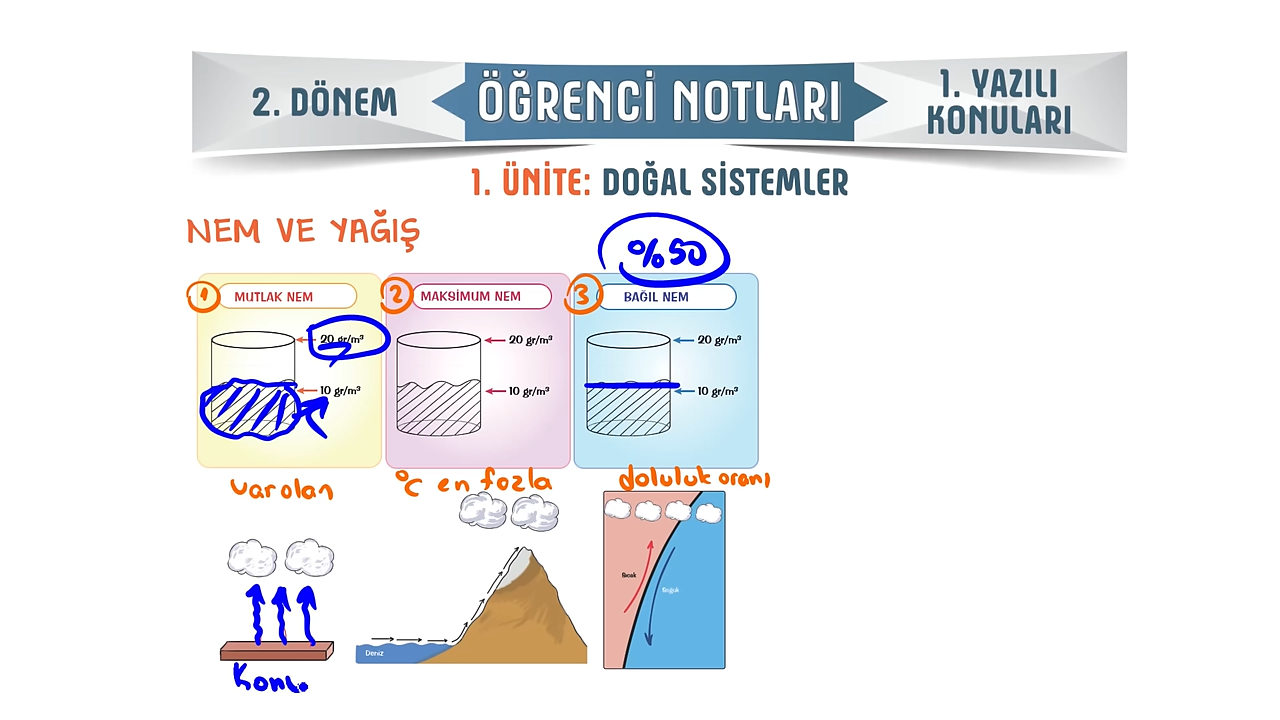 2. DÖNEM
ÖĞRENCİ NOTLARI
1. YAZILI
KONULARI
1. ÜNİTE: DOĞAL SİSTEMLER
NEM VE YAĞIŞ
%50
1 MUTLAK NEM
2 MAKSİMUM NEM
3 BAĞIL NEM
20 gr/m³
20 gr/m³
20 gr/m³
10 gr/m³
10 gr/m³
10 gr/m³
var olan
°C en fazla
doluluk oranı
Sıcak
Soğuk
Deniz